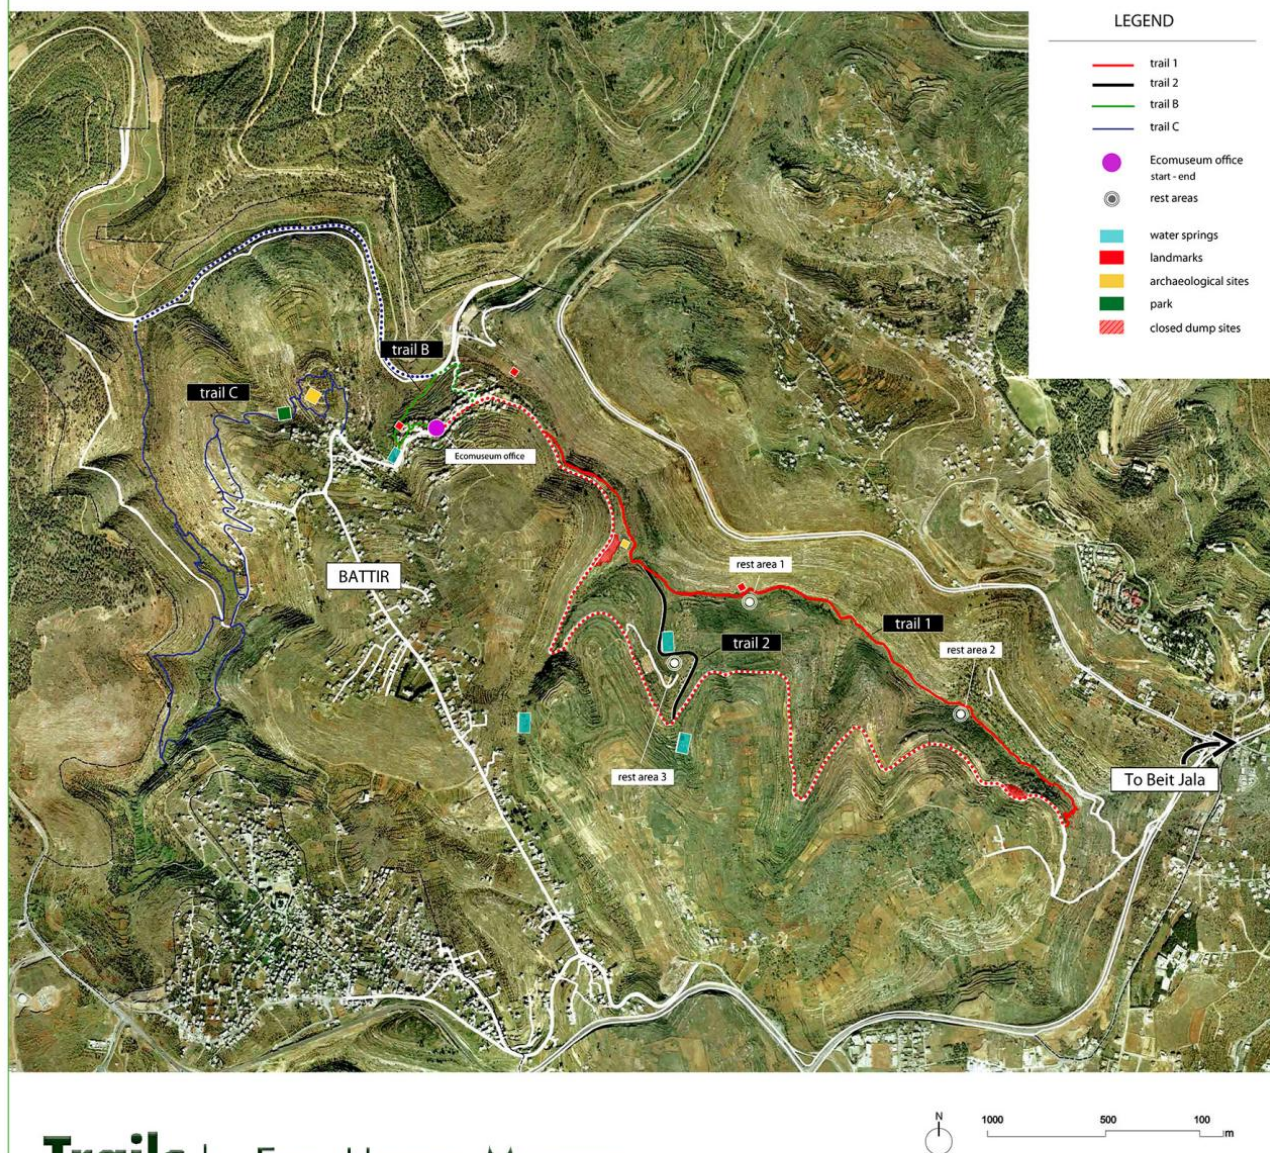 LEGEND
trail 1
trail 2
trail B
trail C
Ecomuseum office
start - end
rest areas
water springs
landmarks
archaeological sites
park
closed dump sites
trail B
trail C
Ecomuseum office
BATTIR
rest area 1
trail 1
trail 2
rest area 2
rest area 3
To Beit Jala
N
1000 500 100
m
Trails